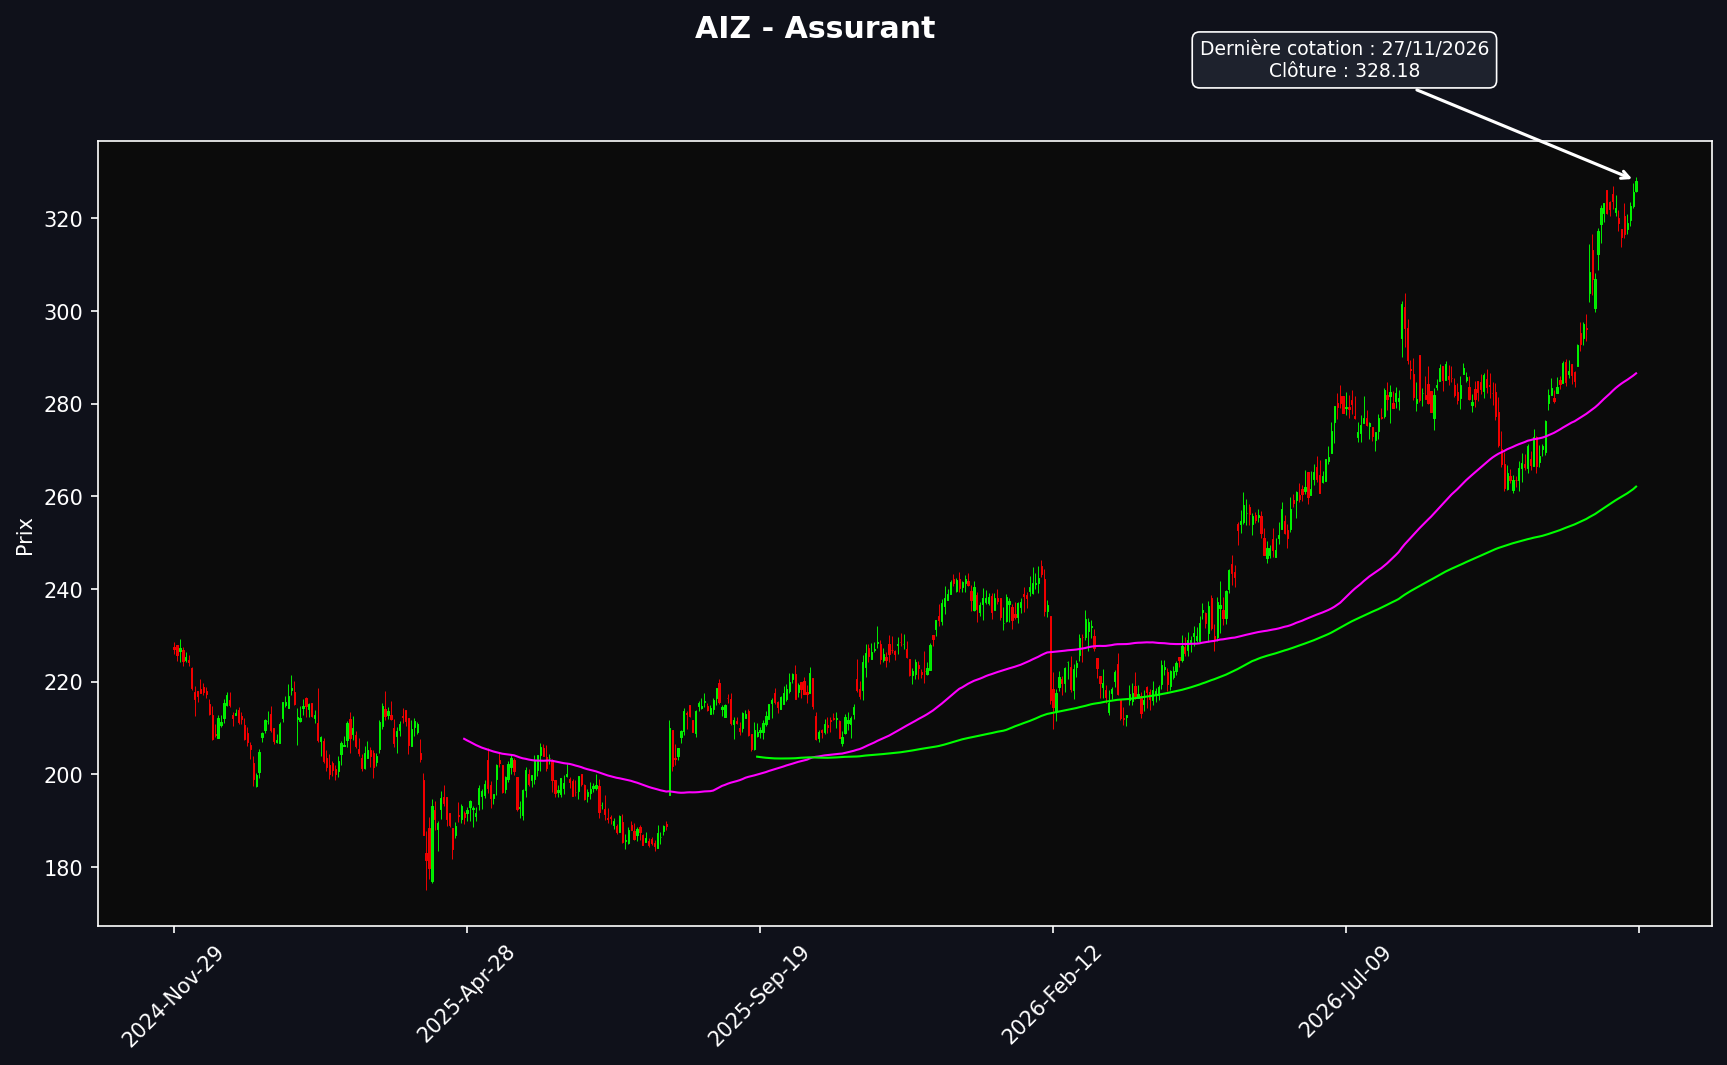 AIZ - Assurant
Dernière cotation : 27/11/2026
Clôture : 328.18
Prix
320
300
280
260
240
220
200
180
2024-Nov-29
2025-Apr-28
2025-Sep-19
2026-Feb-12
2026-Jul-09